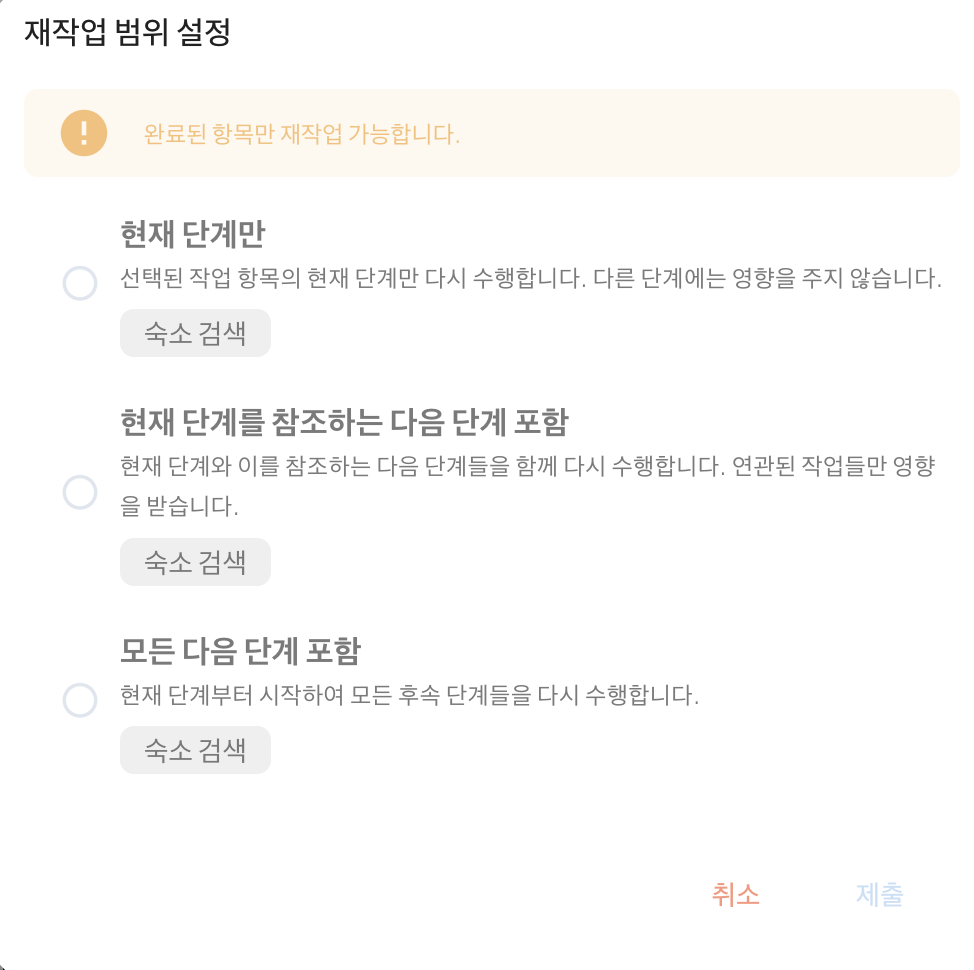 재작업 범위 설정
완료된 항목만 재작업 가능합니다.
현재 단계만
선택된 작업 항목의 현재 단계만 다시 수행합니다. 다른 단계에는 영향을 주지 않습니다.
숙소 검색
현재 단계를 참조하는 다음 단계 포함
현재 단계와 이를 참조하는 다음 단계들을 함께 다시 수행합니다. 연관된 작업들만 영향
을 받습니다.
숙소 검색
모든 다음 단계 포함
현재 단계부터 시작하여 모든 후속 단계들을 다시 수행합니다.
숙소 검색
취소 제출